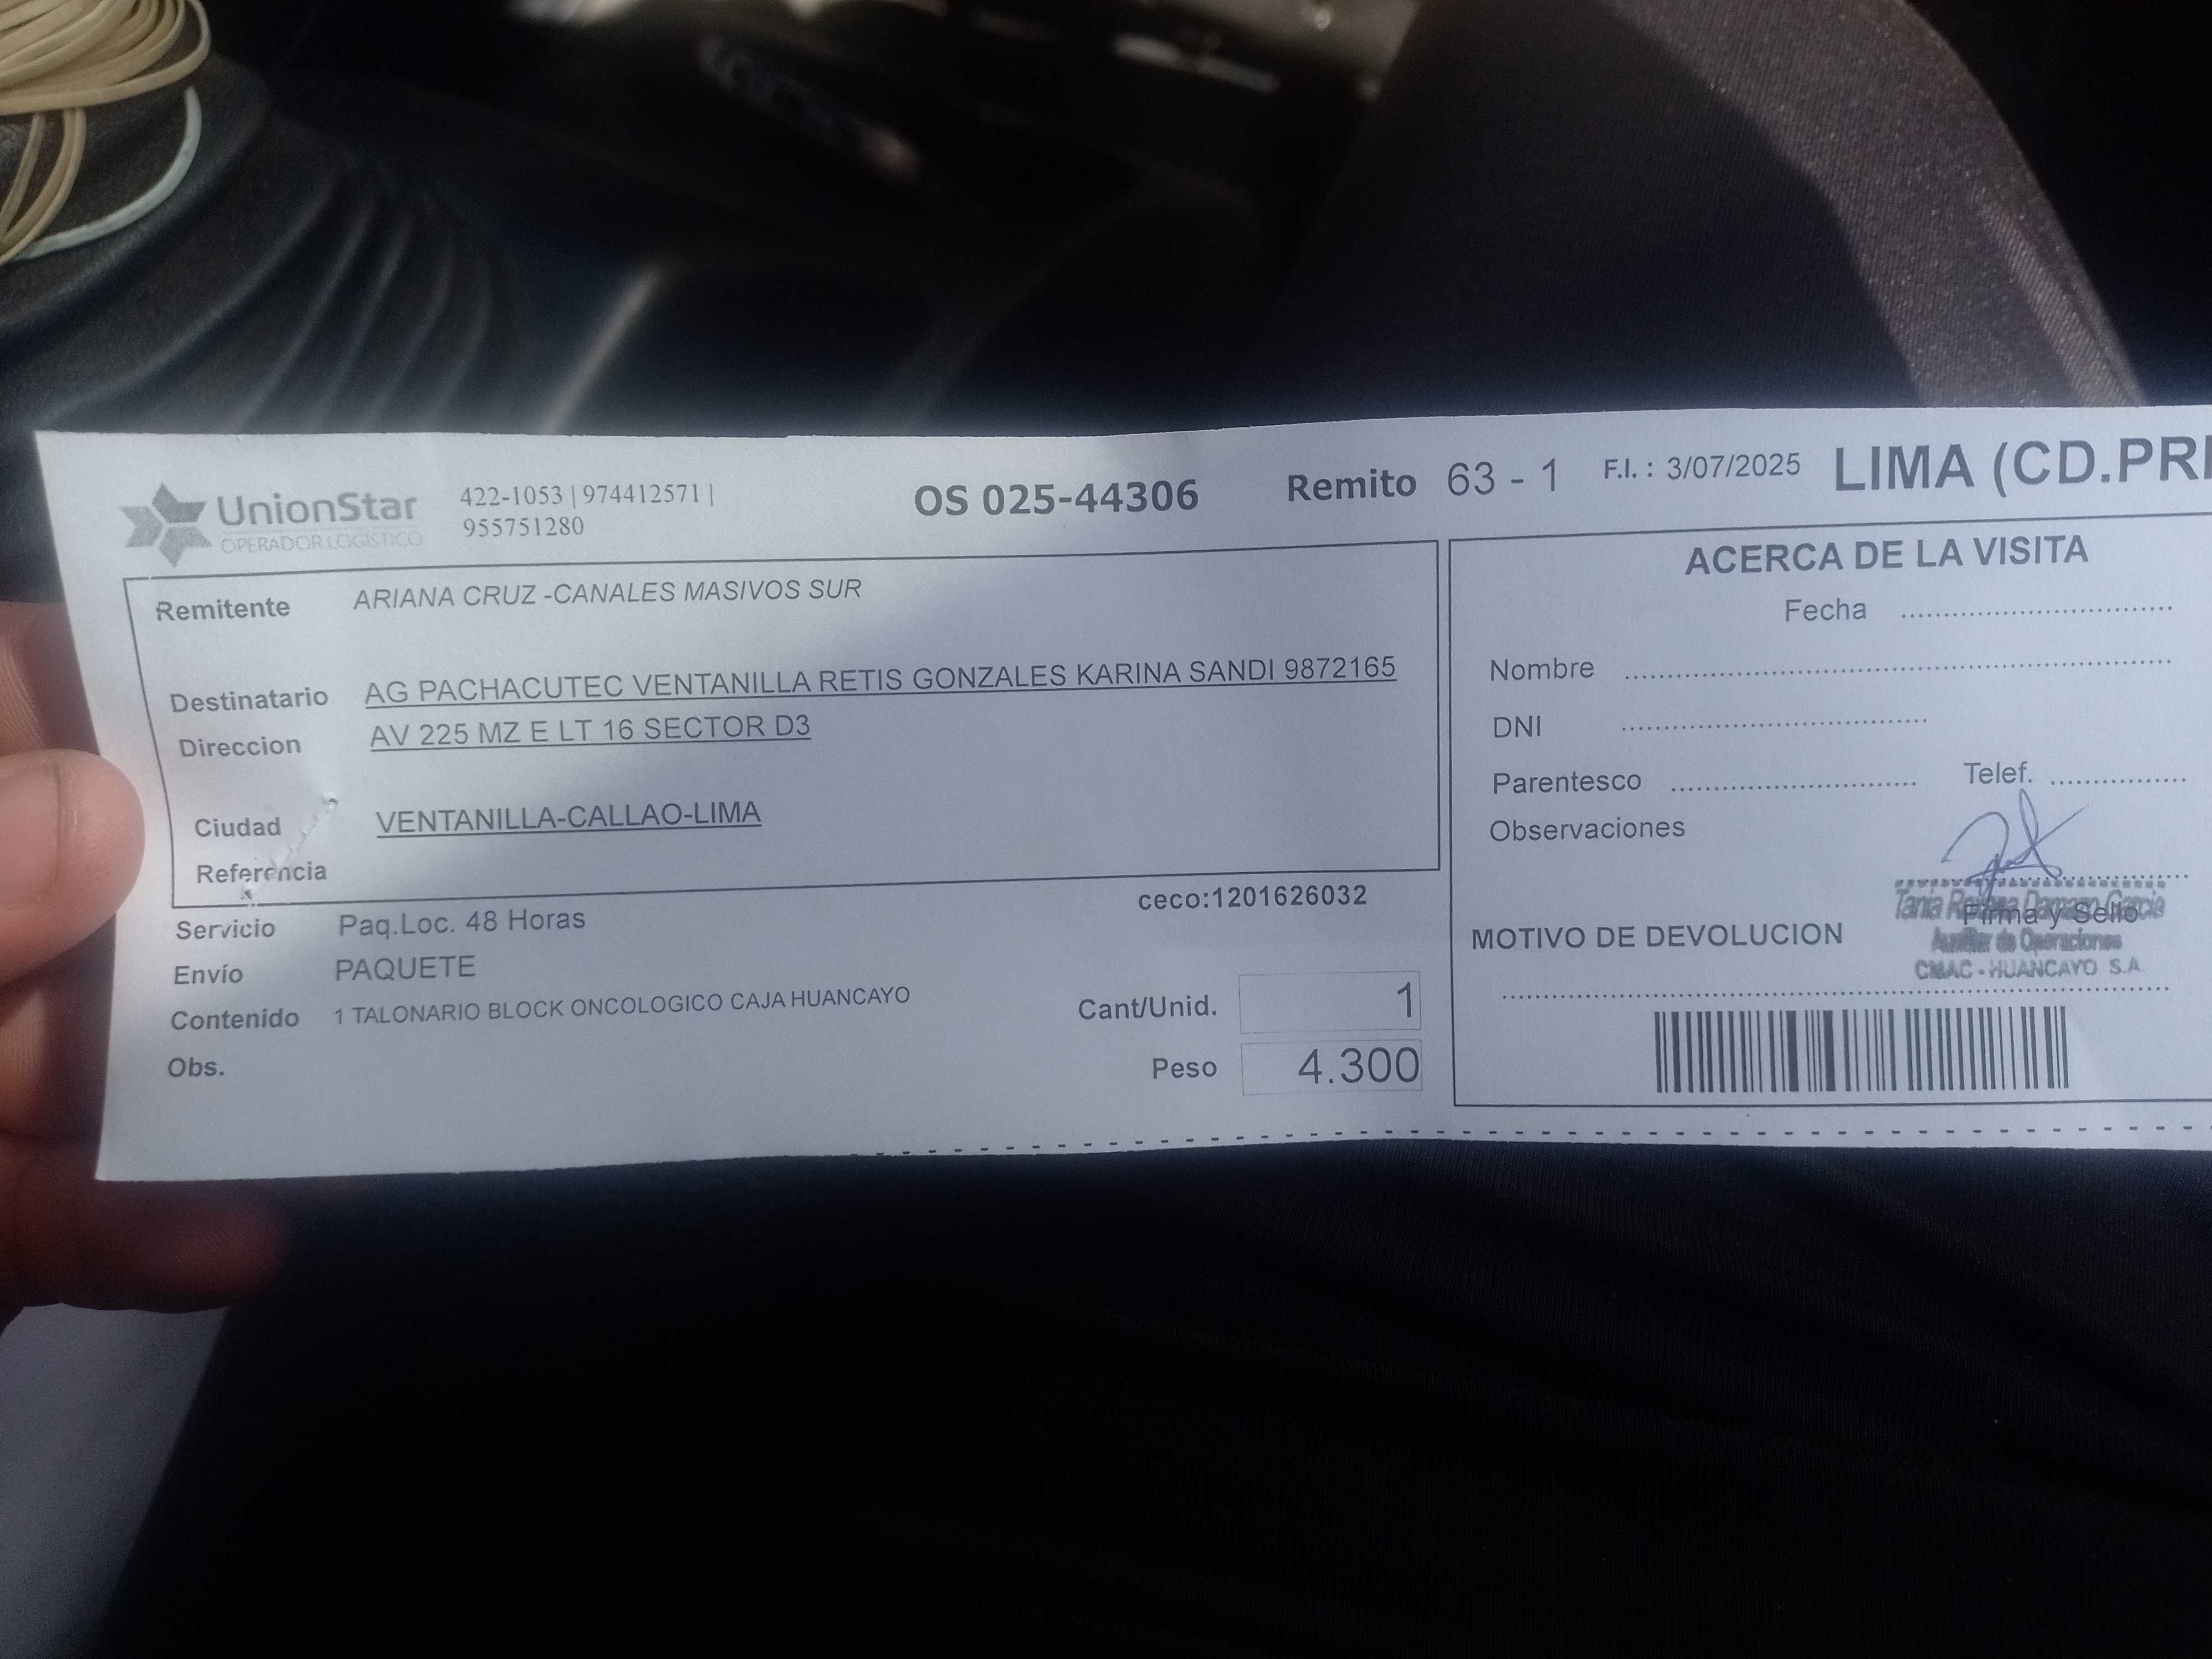 UnionStar
OPERADOR LOGÍSTICO
422-1053 | 974412571 |
955751280
OS 025-44306
Remito 63 - 1
F.I. : 3/07/2025
LIMA (CD.PRI
Remitente ARIANA CRUZ -CANALES MASIVOS SUR
Destinatario AG PACHACUTEC VENTANILLA RETIS GONZALES KARINA SANDI 9872165
Direccion AV 225 MZ E LT 16 SECTOR D3
Ciudad VENTANILLA-CALLAO-LIMA
Referencia
ceco:1201626032
Servicio Paq.Loc. 48 Horas
Envío PAQUETE
Contenido 1 TALONARIO BLOCK ONCOLOGICO CAJA HUANCAYO
Obs.
Cant/Unid. 1
Peso 4.300
ACERCA DE LA VISITA
Fecha ..............................
Nombre ..............................
DNI ..............................
Parentesco .............................. Telef. ..............
Observaciones
Firma y Sello
Tania Damaso Garcia
Auxiliar de Operaciones
CMAC - HUANCAYO S.A.
MOTIVO DE DEVOLUCION